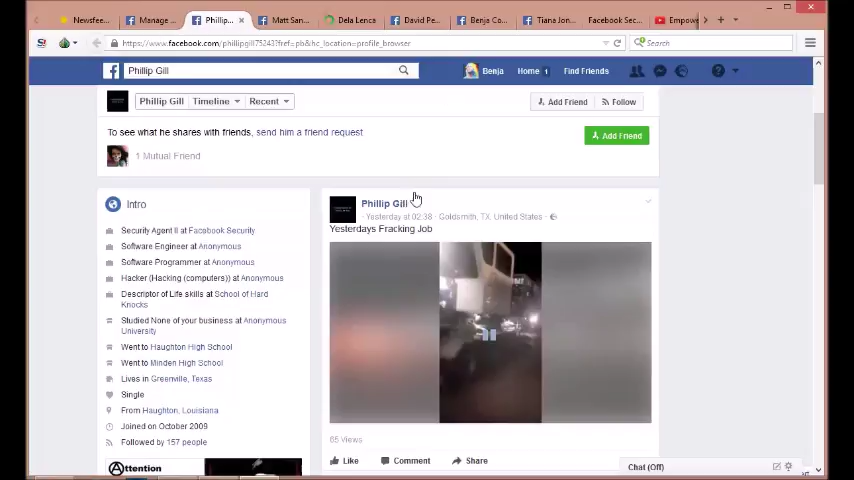 Newsfee...
Manage ...
Phillip...
Matt San...
Dela Lenca
David Pe...
Benja Co...
Tiana Jon...
Facebook Sec...
Empowe
https://www.facebook.com/phillipgill75243?fref=pb&hc_location=profile_browser
Search
Phillip Gill
Benja
Home 1
Find Friends
Phillip Gill
Timeline
Recent
Add Friend
Follow
To see what he shares with friends, send him a friend request
Add Friend
1 Mutual Friend
Intro
Security Agent II at Facebook Security
Software Engineer at Anonymous
Software Programmer at Anonymous
Hacker (Hacking (computers)) at Anonymous
Descriptor of Life skills at School of Hard
Knocks
Studied None of your business at Anonymous
University
Went to Haughton High School
Went to Minden High School
Lives in Greenville, Texas
Single
From Haughton, Louisiana
Joined on October 2009
Followed by 157 people
Attention
Phillip Gill
Yesterday at 02:38 · Goldsmith, TX, United States ·
Yesterdays Fracking Job
65 Views
Like
Comment
Share
Chat (Off)